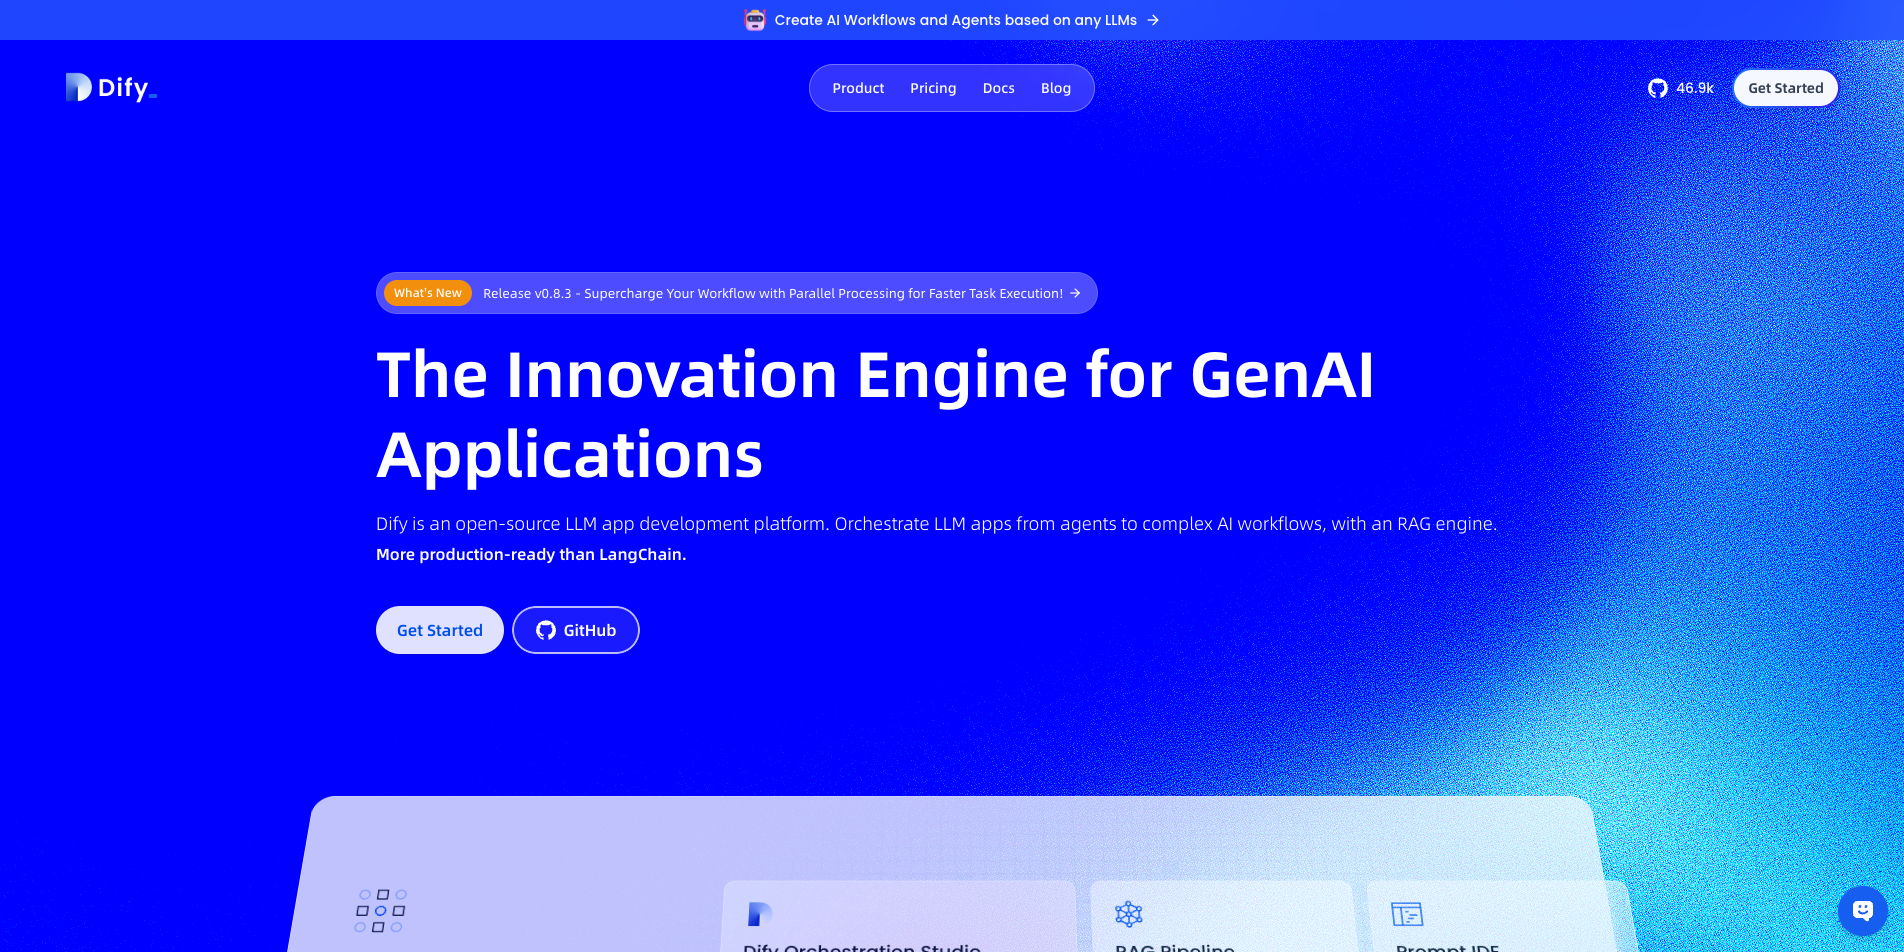 Create AI Workflows and Agents based on any LLMs →
Dify_
Product Pricing Docs Blog
46.9k
Get Started
What's New
Release v0.8.3 - Supercharge Your Workflow with Parallel Processing for Faster Task Execution! →
The Innovation Engine for GenAI
Applications
Dify is an open-source LLM app development platform. Orchestrate LLM apps from agents to complex AI workflows, with an RAG engine.
More production-ready than LangChain.
Get Started
GitHub
Dify Orchestration Studio
RAG Pipeline
Prompt IDE